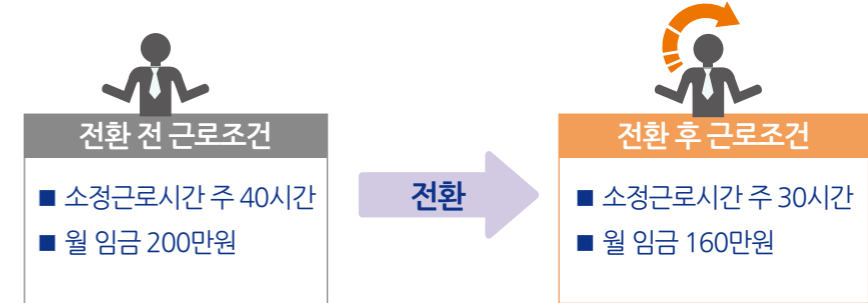 전환 전 근로조건
■ 소정근로시간 주 40시간
■ 월 임금 200만원
전환
전환 후 근로조건
■ 소정근로시간 주 30시간
■ 월 임금 160만원